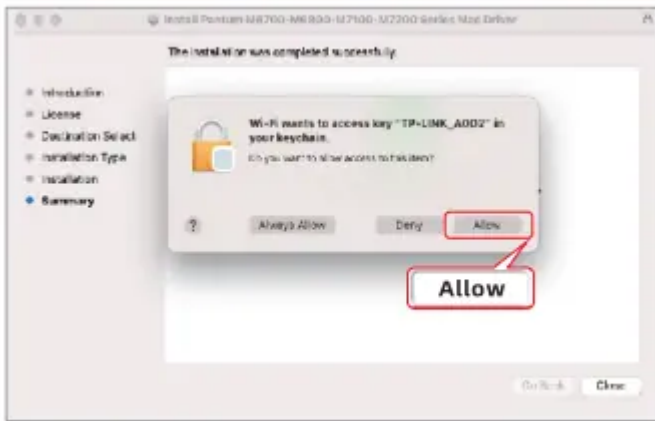 Install Pantum M6700-M6800-M7100-M7200 Series Mac Driver
The installation was completed successfully.
Introduction
License
Destination Select
Installation Type
Installation
Summary
Wi-Fi wants to access key "TP-LINK_A0D2" in
your keychain.
Do you want to allow access to this item?
?
Always Allow
Deny
Allow
Allow
Go Back
Close